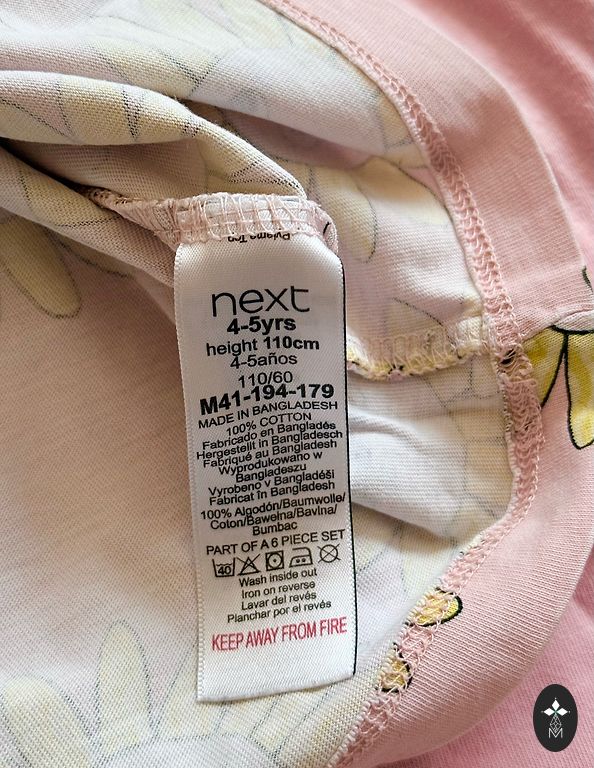 Pyjama Top
next
4-5yrs
height 110cm
4-5años
110/60
M41-194-179
MADE IN BANGLADESH
100% COTTON
Fabricado en Bangladés
Hergestellt in Bangladesch
Fabriqué au Bangladesh
Wyprodukowano w
Bangladeszu
Vyrobeno v Bangladéši
Fabricat în Bangladesh
100% Algodón/Baumwolle/
Coton/Bawełna/Bavlna/
Bumbac
PART OF A 6 PIECE SET
40
Wash inside out
Iron on reverse
Lavar del revés
Planchar por el revés
KEEP AWAY FROM FIRE
M